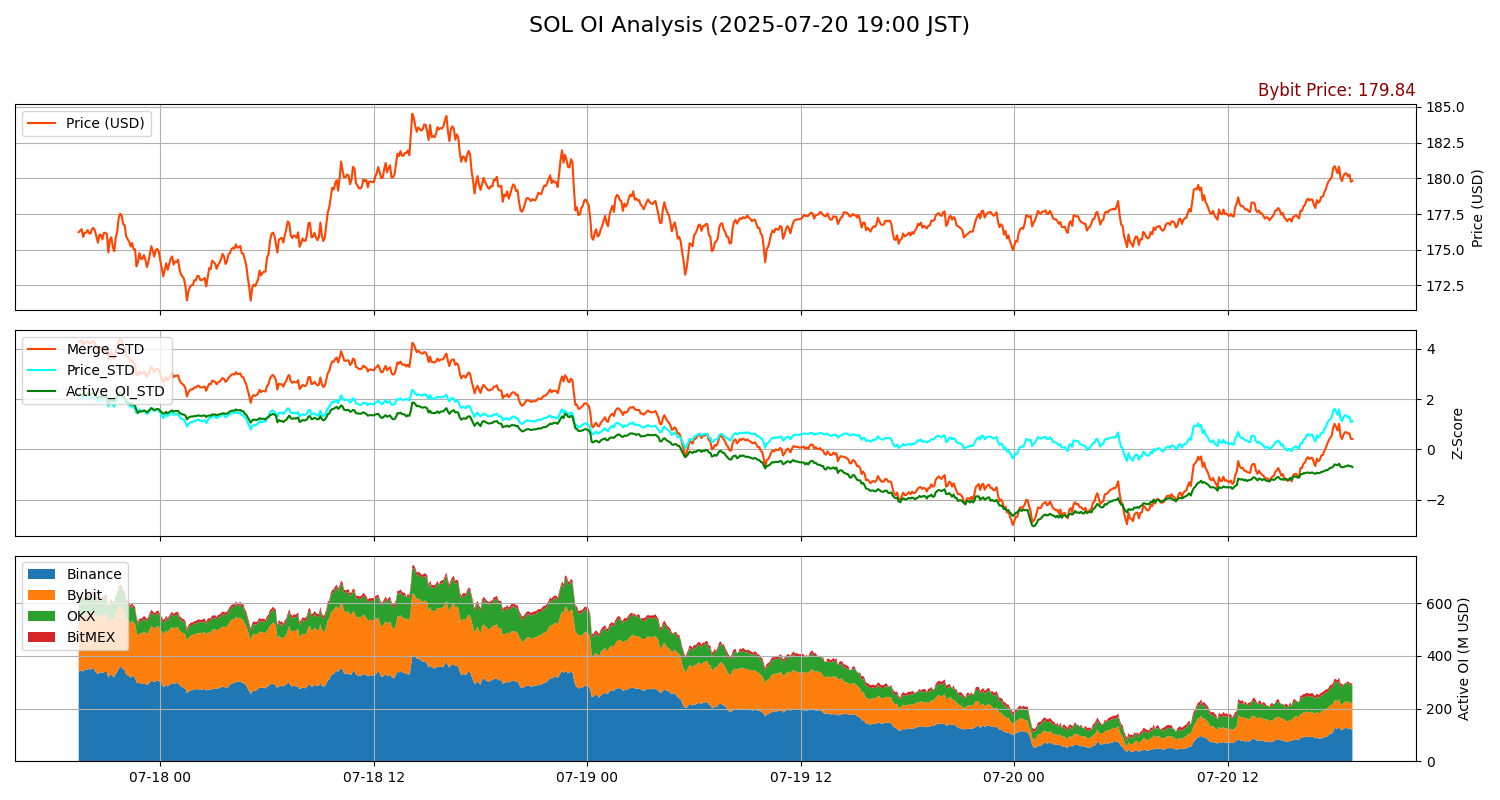 SOL OI Analysis (2025-07-20 19:00 JST)
Bybit Price: 179.84
Price (USD)
185.0
182.5
180.0
177.5
175.0
172.5
Price (USD)
Merge_STD
Price_STD
Active_OI_STD
4
2
0
−2
Z-Score
Binance
Bybit
OKX
BitMEX
600
400
200
0
Active OI (M USD)
07-18 00
07-18 12
07-19 00
07-19 12
07-20 00
07-20 12